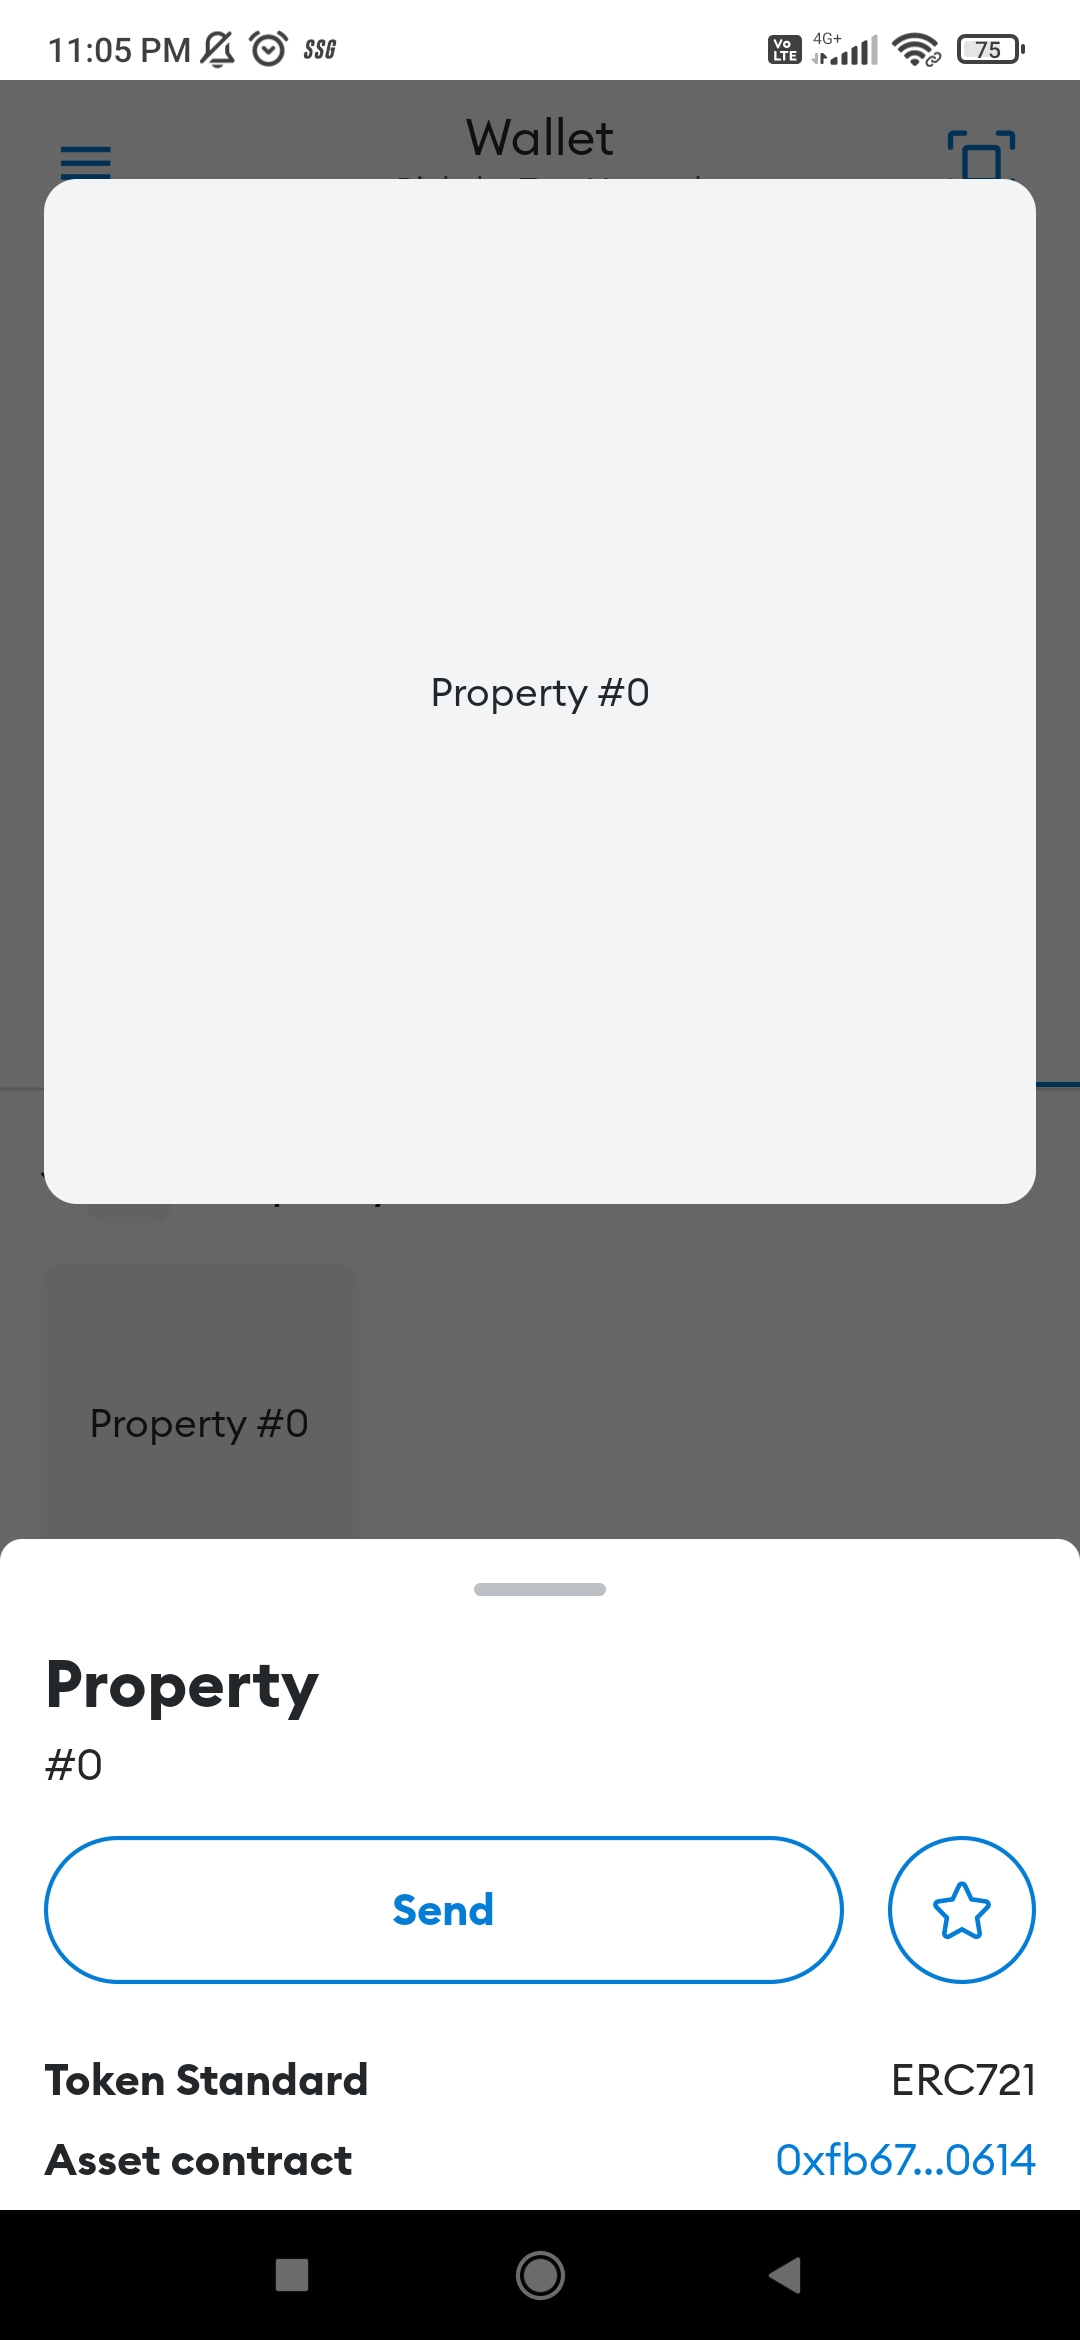 11:05 PM SSG Vo LTE 4G+ 75
Wallet
Property #0
Property #0
Property
#0
Send
Token Standard ERC721
Asset contract 0xfb67...0614